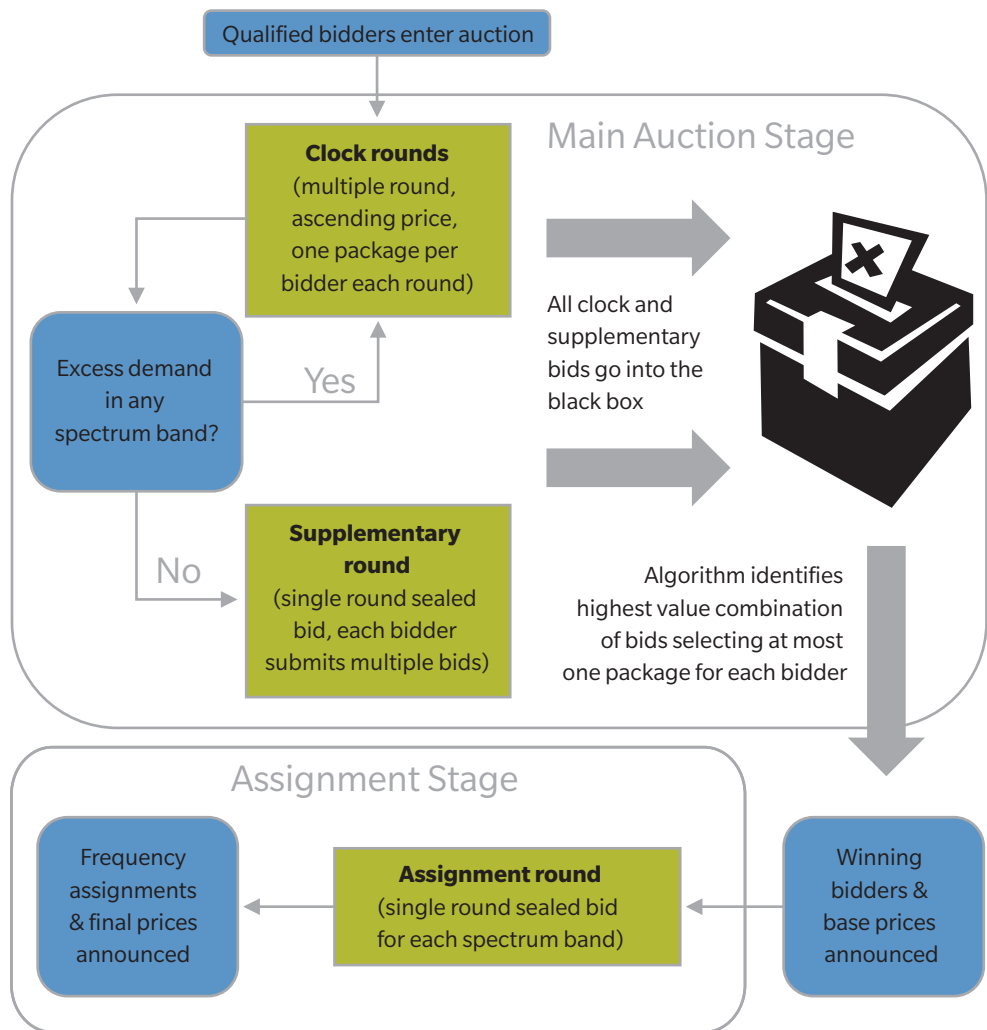 Qualified bidders enter auction
Main Auction Stage
Clock rounds
(multiple round,
ascending price,
one package per
bidder each round)
All clock and
supplementary
bids go into the
black box
Excess demand
in any
spectrum band?
Yes
No
Supplementary
round
(single round sealed
bid, each bidder
submits multiple bids)
Algorithm identifies
highest value combination
of bids selecting at most
one package for each bidder
Assignment Stage
Frequency
assignments
& final prices
announced
Assignment round
(single round sealed bid
for each spectrum band)
Winning
bidders &
base prices
announced